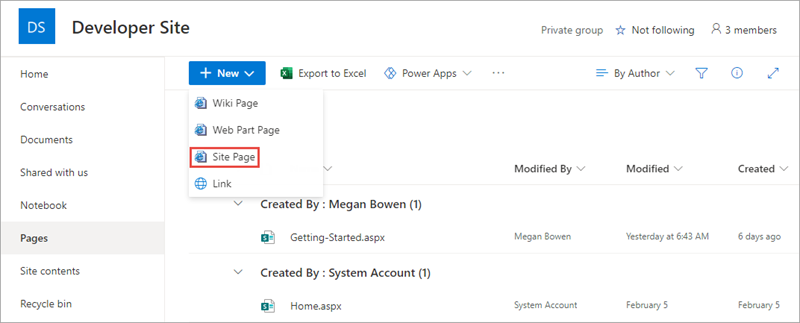 DS
Developer Site
Private group
Not following
3 members
Home
Conversations
Documents
Shared with us
Notebook
Pages
Site contents
Recycle bin
+ New
Export to Excel
Power Apps
···
By Author
Wiki Page
Web Part Page
Site Page
Link
Modified By
Modified
Created
Created By : Megan Bowen (1)
Getting-Started.aspx
Megan Bowen
Yesterday at 6:43 AM
6 days ago
Created By : System Account (1)
Home.aspx
System Account
February 5
February 5